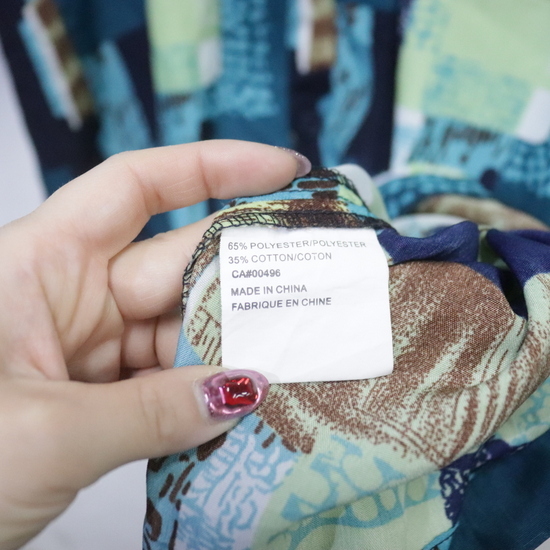 65% POLYESTER/POLYESTER
35% COTTON/COTON
CA#00496
MADE IN CHINA
FABRIQUE EN CHINE